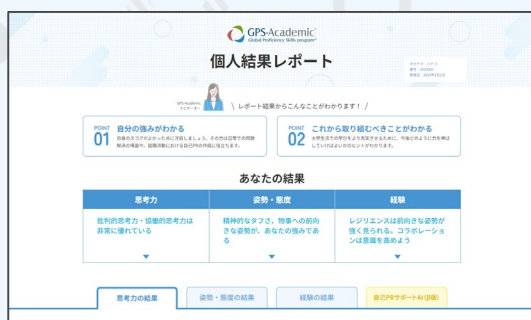 GPS-Academic
Global Proficiency Skills program
個人結果レポート
GPS-Academic
ナビゲーター
\ レポート結果からこんなことがわかります! /
POINT 01
自分の強みがわかる
POINT 02
これから取り組むべきことがわかる
あなたの結果
思考力
批判的思考力・協働的思考力は
非常に優れている
姿勢・態度
精神的なタフさ、物事への前向
きな姿勢が、あなたの強みであ
る
経験
レジリエンスは前向きな姿勢が
強く見られる。コラボレーショ
ンは意識を高めよう
思考力の結果
姿勢・態度の結果
経験の結果
自己PRサポートAI(β版)